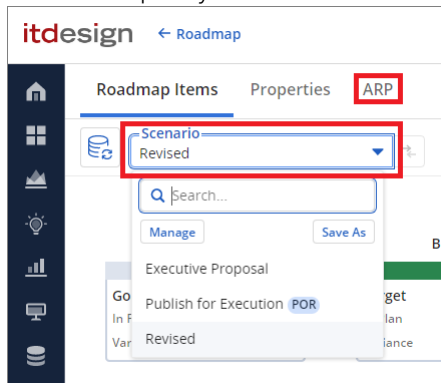 itdesign ← Roadmap
Roadmap Items Properties ARP
Scenario
Revised
Search...
Manage Save As
B
Executive Proposal
Go
get
Publish for Execution POR
In F
lan
Var
iance
Revised